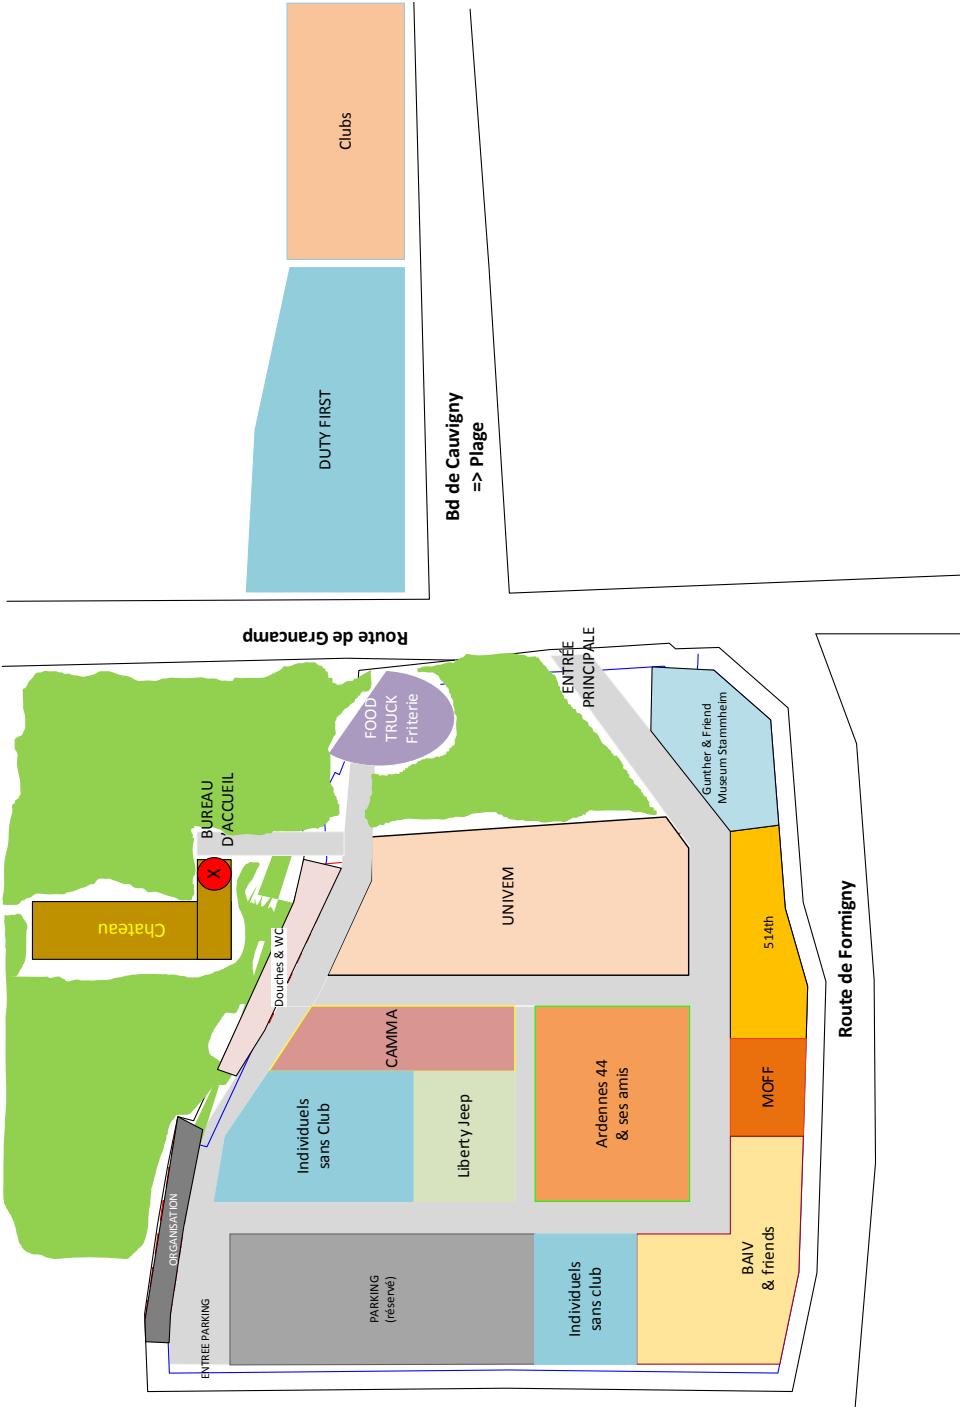 Clubs
DUTY FIRST
Bd de Cauvigny
=> Plage
Route de Grancamp
ENTRÉE
PRINCIPALE
FOOD
TRUCK
Friterie
BUREAU
D'ACCUEIL
X
Chateau
Gunther & Friend
Museum Stammheim
UNIVEM
514th
Route de Formigny
Douches & WC
CAMMA
Individuels
sans Club
Liberty Jeep
Ardennes 44
& ses amis
MOFF
ORGANISATION
ENTREE PARKING
PARKING
(réservé)
Individuels
sans club
BAIV
& friends